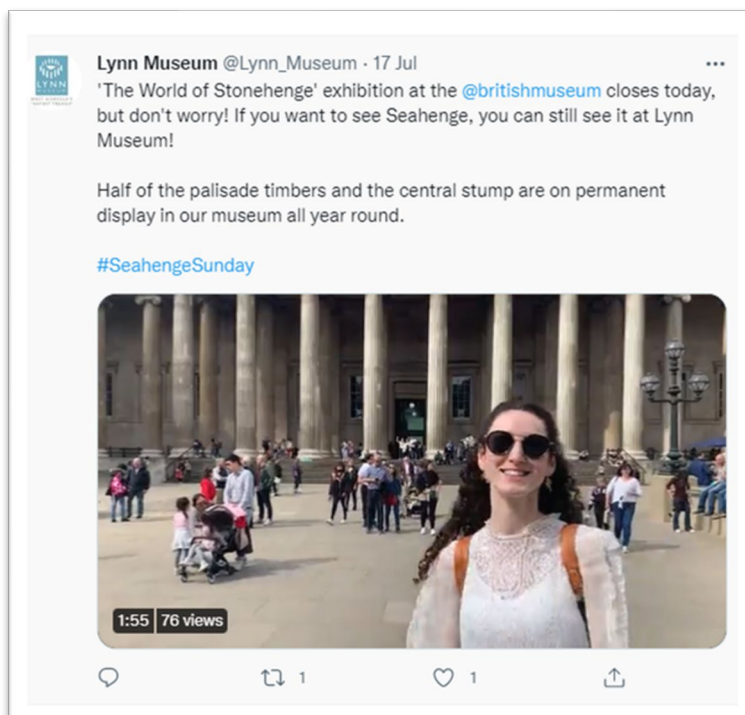 LYNN
MUSEUM
Lynn Museum @Lynn_Museum · 17 Jul
'The World of Stonehenge' exhibition at the @britishmuseum closes today,
but don't worry! If you want to see Seahenge, you can still see it at Lynn
Museum!
Half of the palisade timbers and the central stump are on permanent
display in our museum all year round.
#SeahengeSunday
1:55 76 views
1 1